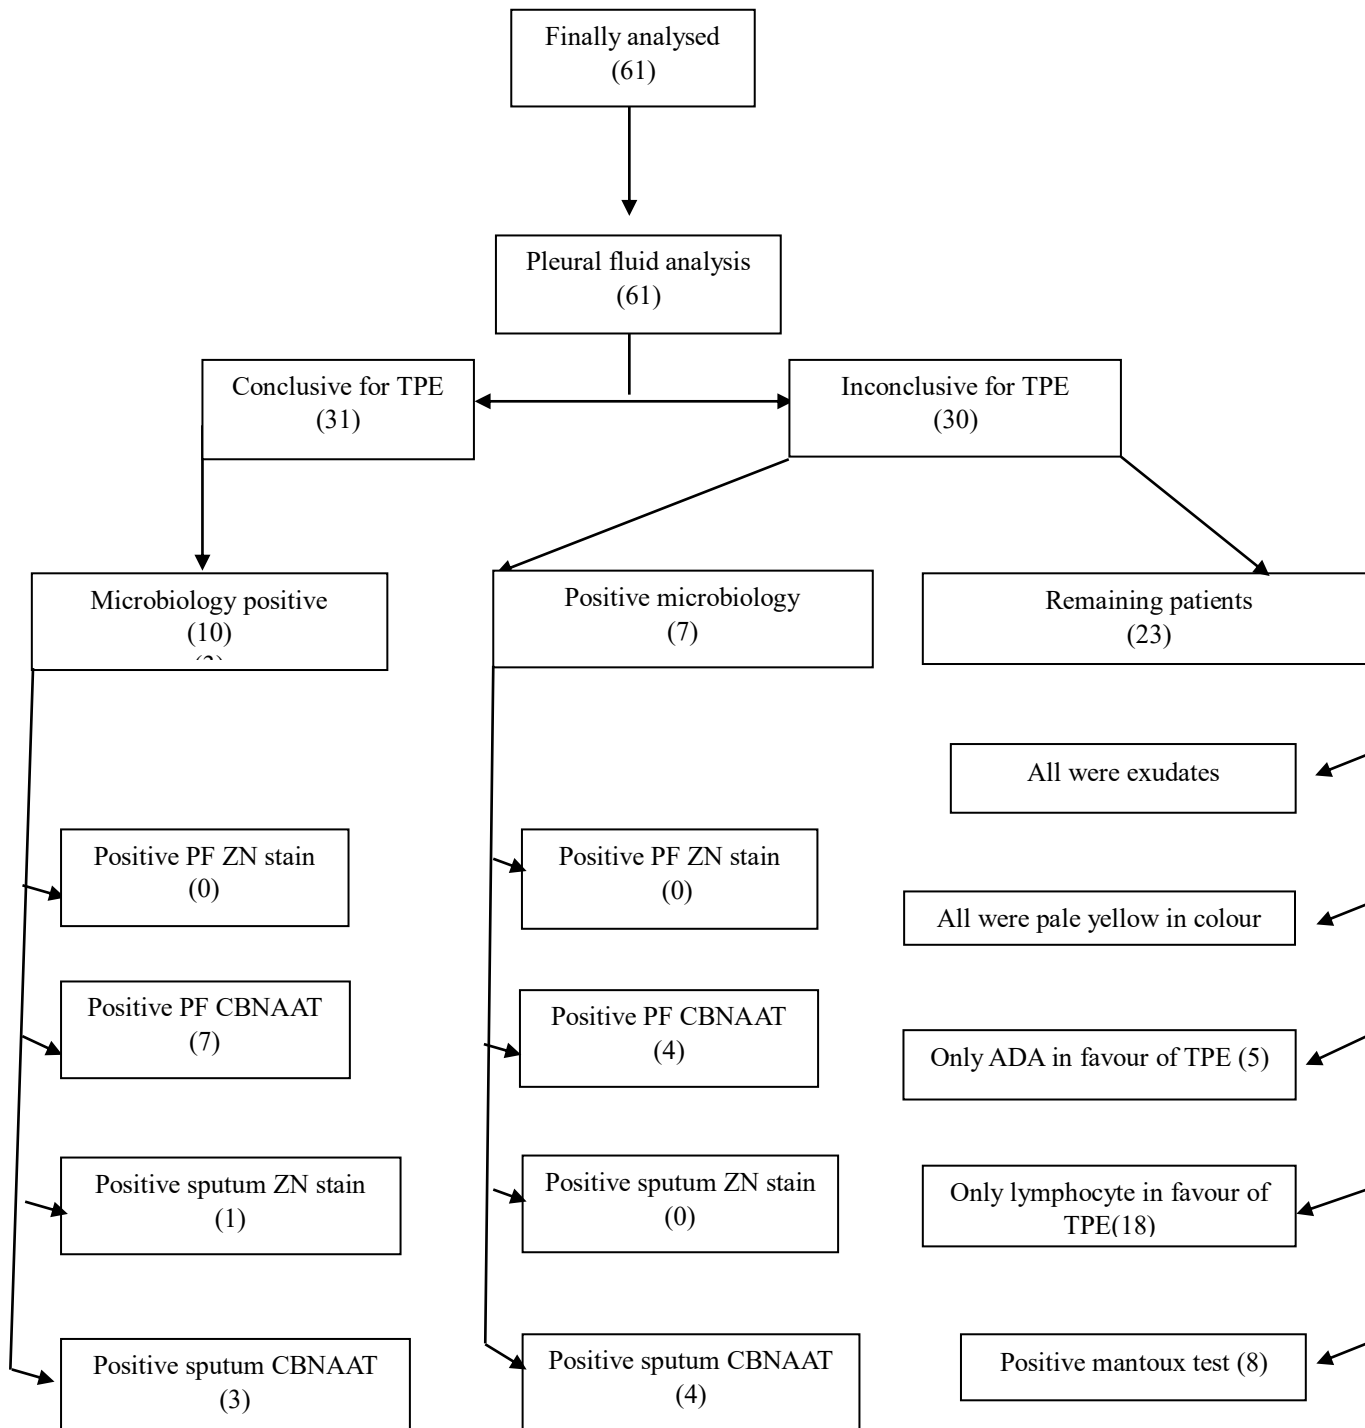 Finally analysed
(61)
Pleural fluid analysis
(61)
Conclusive for TPE
(31)
Inconclusive for TPE
(30)
Microbiology positive
(10)
Positive microbiology
(7)
Remaining patients
(23)
All were exudates
Positive PF ZN stain
(0)
Positive PF ZN stain
(0)
All were pale yellow in colour
Positive PF CBNAAT
(7)
Positive PF CBNAAT
(4)
Only ADA in favour of TPE (5)
Positive sputum ZN stain
(1)
Positive sputum ZN stain
(0)
Only lymphocyte in favour of
TPE(18)
Positive sputum CBNAAT
(3)
Positive sputum CBNAAT
(4)
Positive mantoux test (8)